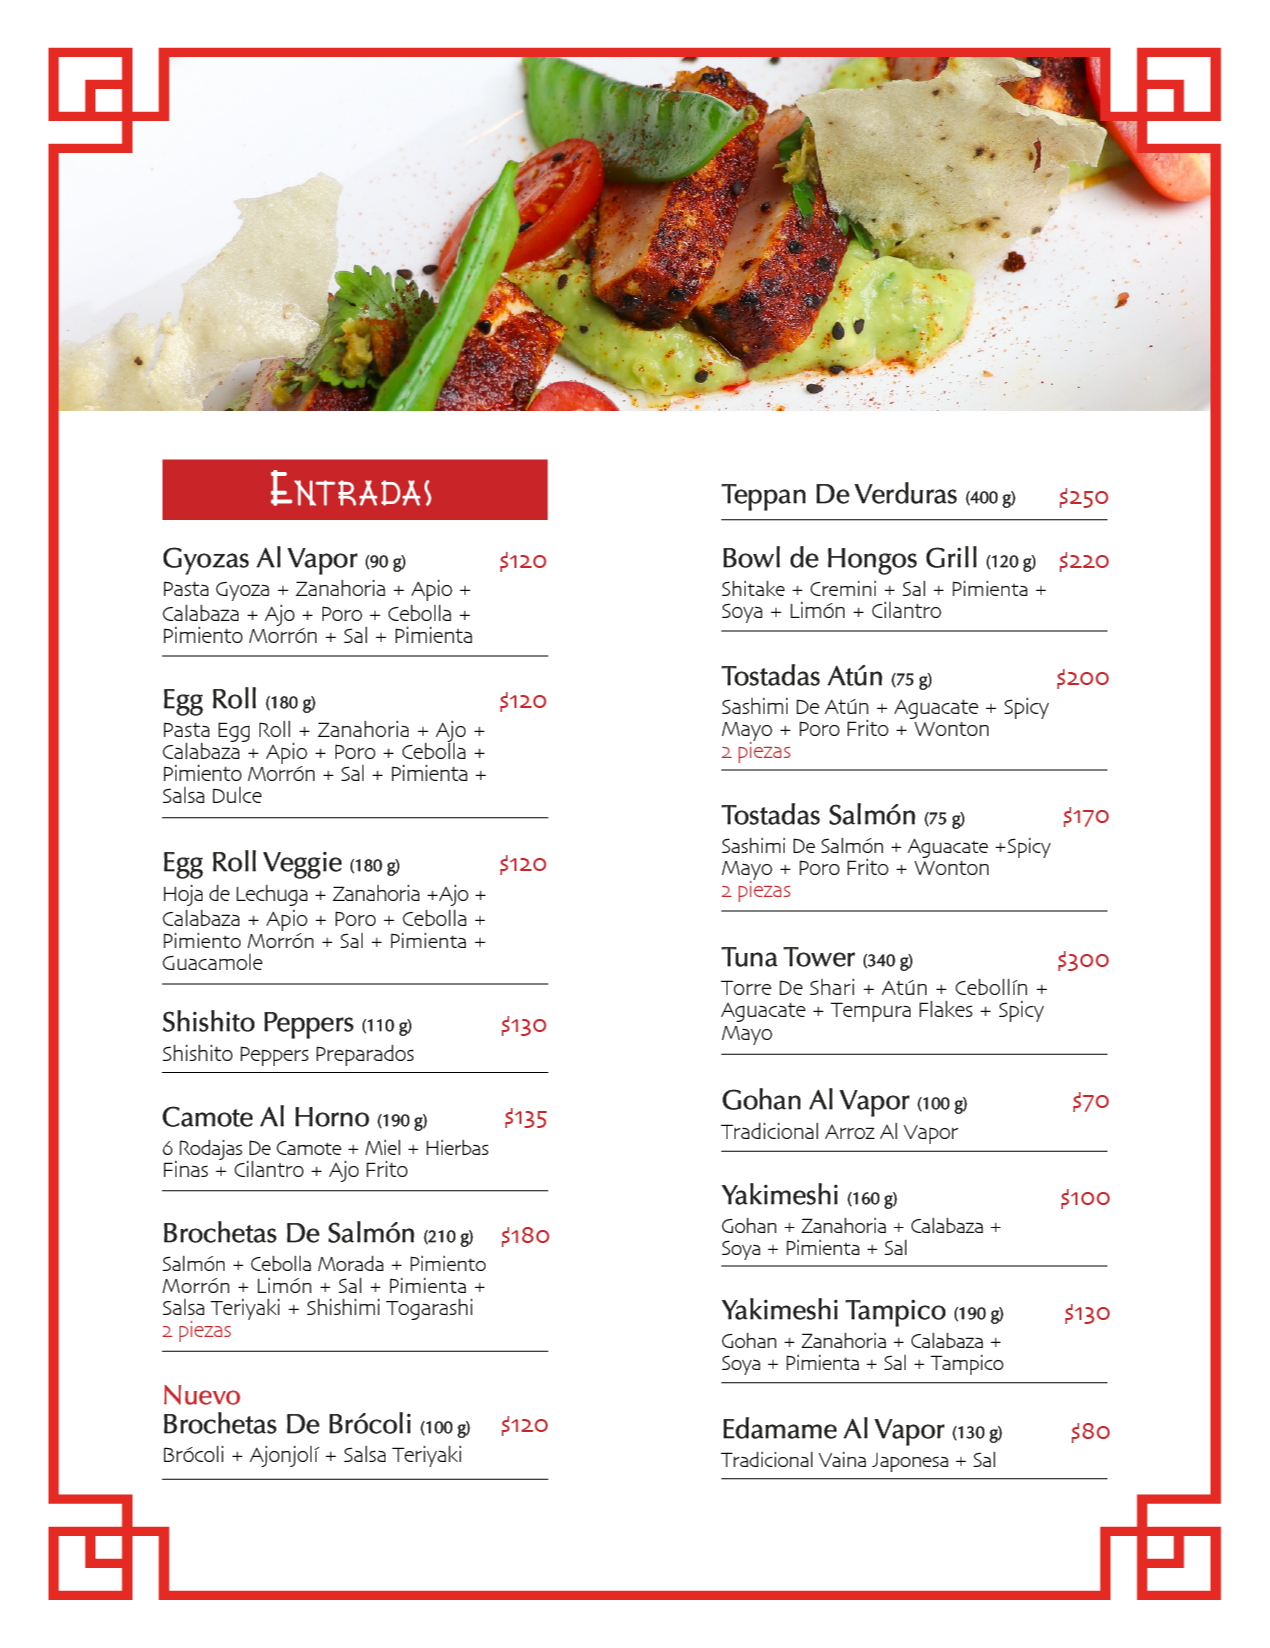 ENTRADAS
Gyozas Al Vapor (90 g) $120
Pasta Gyoza + Zanahoria + Apio +
Calabaza + Ajo + Poro + Cebolla +
Pimiento Morrón + Sal + Pimienta
Egg Roll (180 g) $120
Pasta Egg Roll + Zanahoria + Ajo +
Calabaza + Apio + Poro + Cebolla +
Pimiento Morrón + Sal + Pimienta +
Salsa Dulce
Egg Roll Veggie (180 g) $120
Hoja de Lechuga + Zanahoria +Ajo +
Calabaza + Apio + Poro + Cebolla +
Pimiento Morrón + Sal + Pimienta +
Guacamole
Shishito Peppers (110 g) $130
Shishito Peppers Preparados
Camote Al Horno (190 g) $135
6 Rodajas De Camote + Miel + Hierbas
Finas + Cilantro + Ajo Frito
Brochetas De Salmón (210 g) $180
Salmón + Cebolla Morada + Pimiento
Morrón + Limón + Sal + Pimienta +
Salsa Teriyaki + Shishimi Togarashi
2 piezas
Nuevo
Brochetas De Brócoli (100 g) $120
Brócoli + Ajonjolí + Salsa Teriyaki
Teppan De Verduras (400 g) $250
Bowl de Hongos Grill (120 g) $220
Shitake + Cremini + Sal + Pimienta +
Soya + Limón + Cilantro
Tostadas Atún (75 g) $200
Sashimi De Atún + Aguacate + Spicy
Mayo + Poro Frito + Wonton
2 piezas
Tostadas Salmón (75 g) $170
Sashimi De Salmón + Aguacate +Spicy
Mayo + Poro Frito + Wonton
2 piezas
Tuna Tower (340 g) $300
Torre De Shari + Atún + Cebollín +
Aguacate + Tempura Flakes + Spicy
Mayo
Gohan Al Vapor (100 g) $70
Tradicional Arroz Al Vapor
Yakimeshi (160 g) $100
Gohan + Zanahoria + Calabaza +
Soya + Pimienta + Sal
Yakimeshi Tampico (190 g) $130
Gohan + Zanahoria + Calabaza +
Soya + Pimienta + Sal + Tampico
Edamame Al Vapor (130 g) $80
Tradicional Vaina Japonesa + Sal